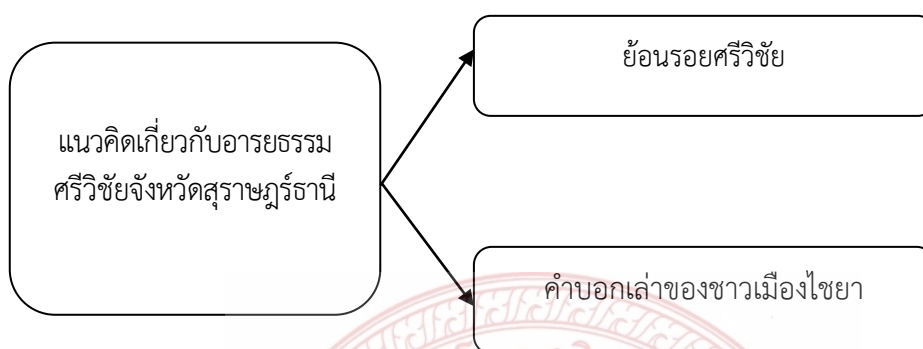 แนวคิดเกี่ยวกับอารยธรรม
ศรีวิชัยจังหวัดสุราษฎร์ธานี
ย้อนรอยศรีวิชัย
คำบอกเล่าของชาวเมืองไชยา